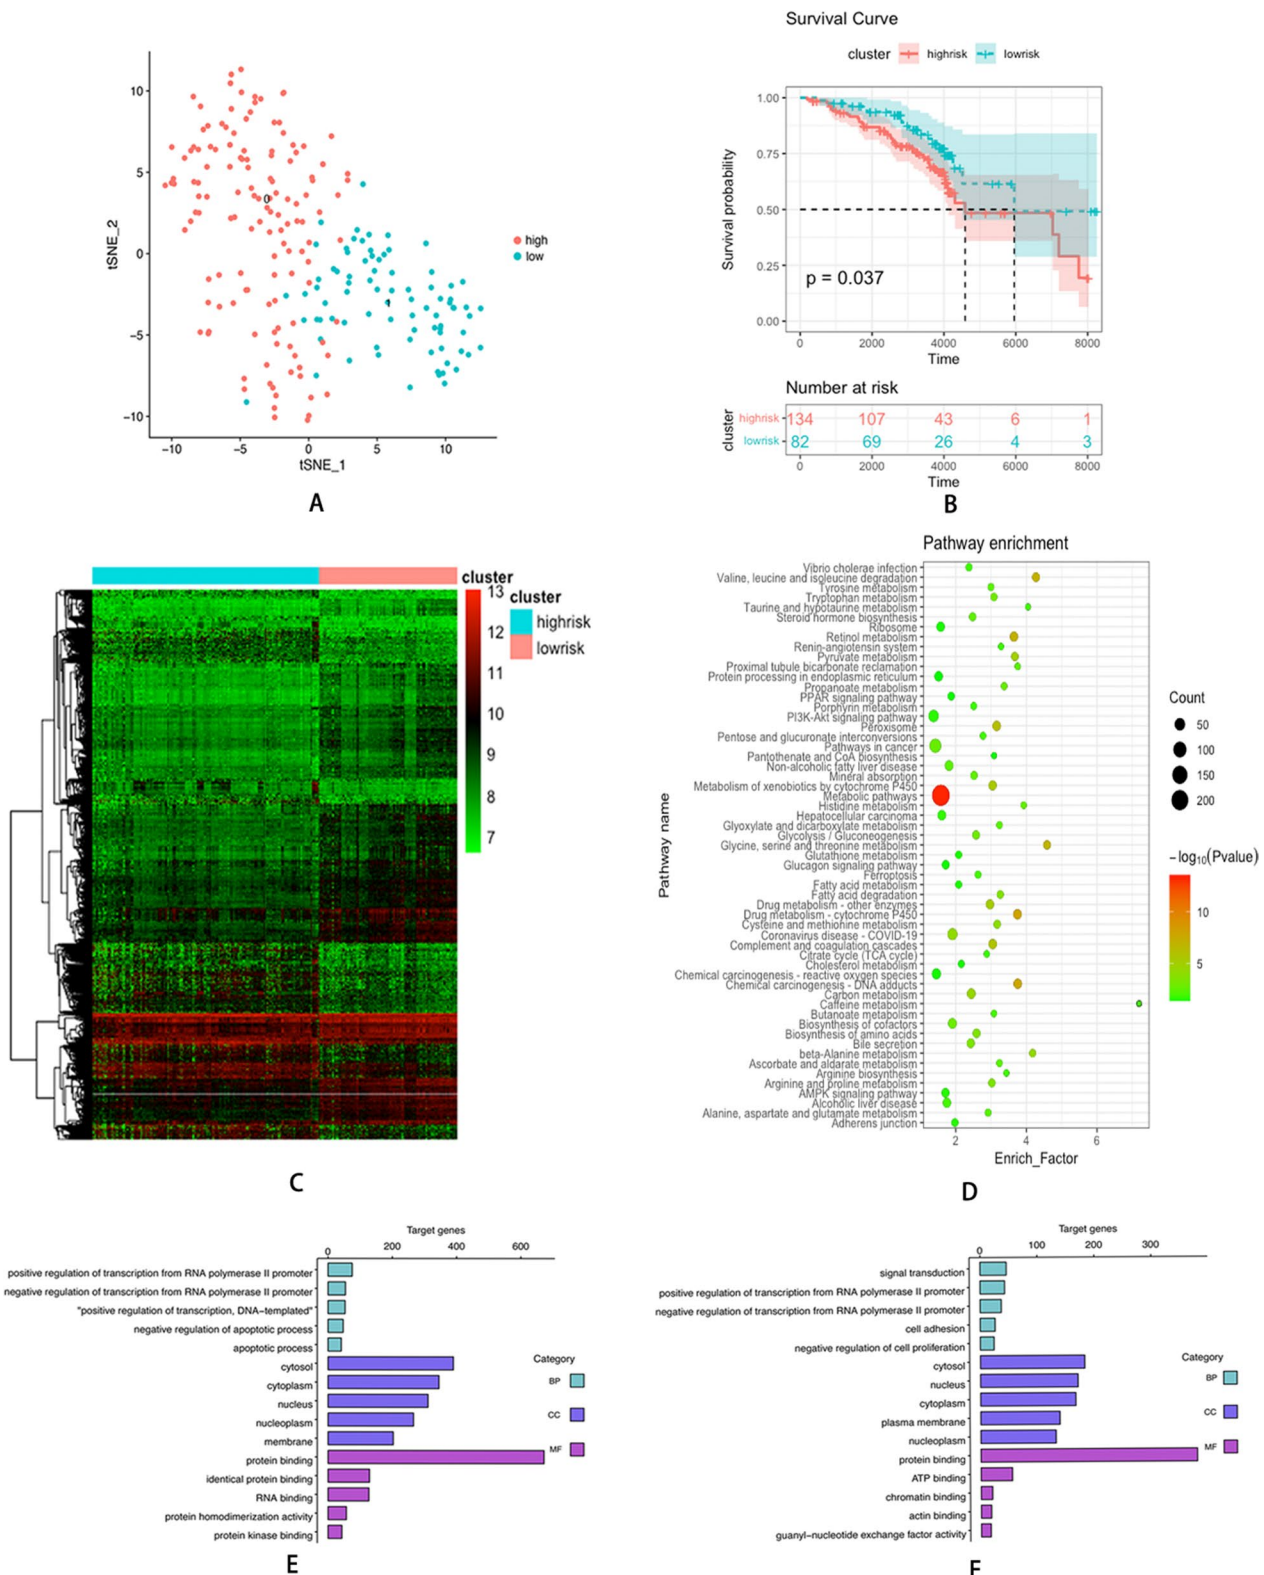 10
5
0
−5
−10
tSNE_2
0
1
−10
−5
0
5
10
tSNE_1
high
low
A
Survival Curve
cluster
highrisk
lowrisk
1.00
0.75
0.50
0.25
0.00
Survival probability
p = 0.037
0
2000
4000
6000
8000
Time
Number at risk
cluster
highrisk
134
107
43
6
1
lowrisk
82
69
26
4
3
0
2000
4000
6000
8000
Time
B
cluster
13
12
11
10
9
8
7
cluster
highrisk
lowrisk
C
Pathway enrichment
Pathway name
Vibrio cholerae infection
Valine, leucine and isoleucine degradation
Tyrosine metabolism
Tryptophan metabolism
Taurine and hypotaurine metabolism
Steroid hormone biosynthesis
Ribosome
Retinol metabolism
Renin-angiotensin system
Pyruvate metabolism
Proximal tubule bicarbonate reclamation
Protein processing in endoplasmic reticulum
Propanoate metabolism
PPAR signaling pathway
Porphyrin metabolism
PI3K-Akt signaling pathway
Peroxisome
Pentose and glucuronate interconversions
Pathways in cancer
Pantothenate and CoA biosynthesis
Non-alcoholic fatty liver disease
Mineral absorption
Metabolism of xenobiotics by cytochrome P450
Metabolic pathways
Histidine metabolism
Hepatocellular carcinoma
Glyoxylate and dicarboxylate metabolism
Glycolysis / Gluconeogenesis
Glycine, serine and threonine metabolism
Glutathione metabolism
Glucagon signaling pathway
Ferroptosis
Fatty acid metabolism
Fatty acid degradation
Drug metabolism - other enzymes
Drug metabolism - cytochrome P450
Cysteine and methionine metabolism
Coronavirus disease - COVID-19
Complement and coagulation cascades
Citrate cycle (TCA cycle)
Cholesterol metabolism
Chemical carcinogenesis - reactive oxygen species
Chemical carcinogenesis - DNA adducts
Carbon metabolism
Caffeine metabolism
Butanoate metabolism
Biosynthesis of cofactors
Biosynthesis of amino acids
Bile secretion
beta-Alanine metabolism
Ascorbate and aldarate metabolism
Arginine biosynthesis
Arginine and proline metabolism
AMPK signaling pathway
Alcoholic liver disease
Alanine, aspartate and glutamate metabolism
Adherens junction
2
4
6
Enrich_Factor
Count
50
100
150
200
−log10(Pvalue)
10
5
D
Target genes
0
200
400
600
positive regulation of transcription from RNA polymerase II promoter
negative regulation of transcription from RNA polymerase II promoter
"positive regulation of transcription, DNA−templated"
negative regulation of apoptotic process
apoptotic process
cytosol
cytoplasm
nucleus
nucleoplasm
membrane
protein binding
identical protein binding
RNA binding
protein homodimerization activity
protein kinase binding
Category
BP
CC
MF
E
Target genes
0
100
200
300
signal transduction
positive regulation of transcription from RNA polymerase II promoter
negative regulation of transcription from RNA polymerase II promoter
cell adhesion
negative regulation of cell proliferation
cytosol
nucleus
cytoplasm
plasma membrane
nucleoplasm
protein binding
ATP binding
chromatin binding
actin binding
guanyl−nucleotide exchange factor activity
Category
BP
CC
MF
F